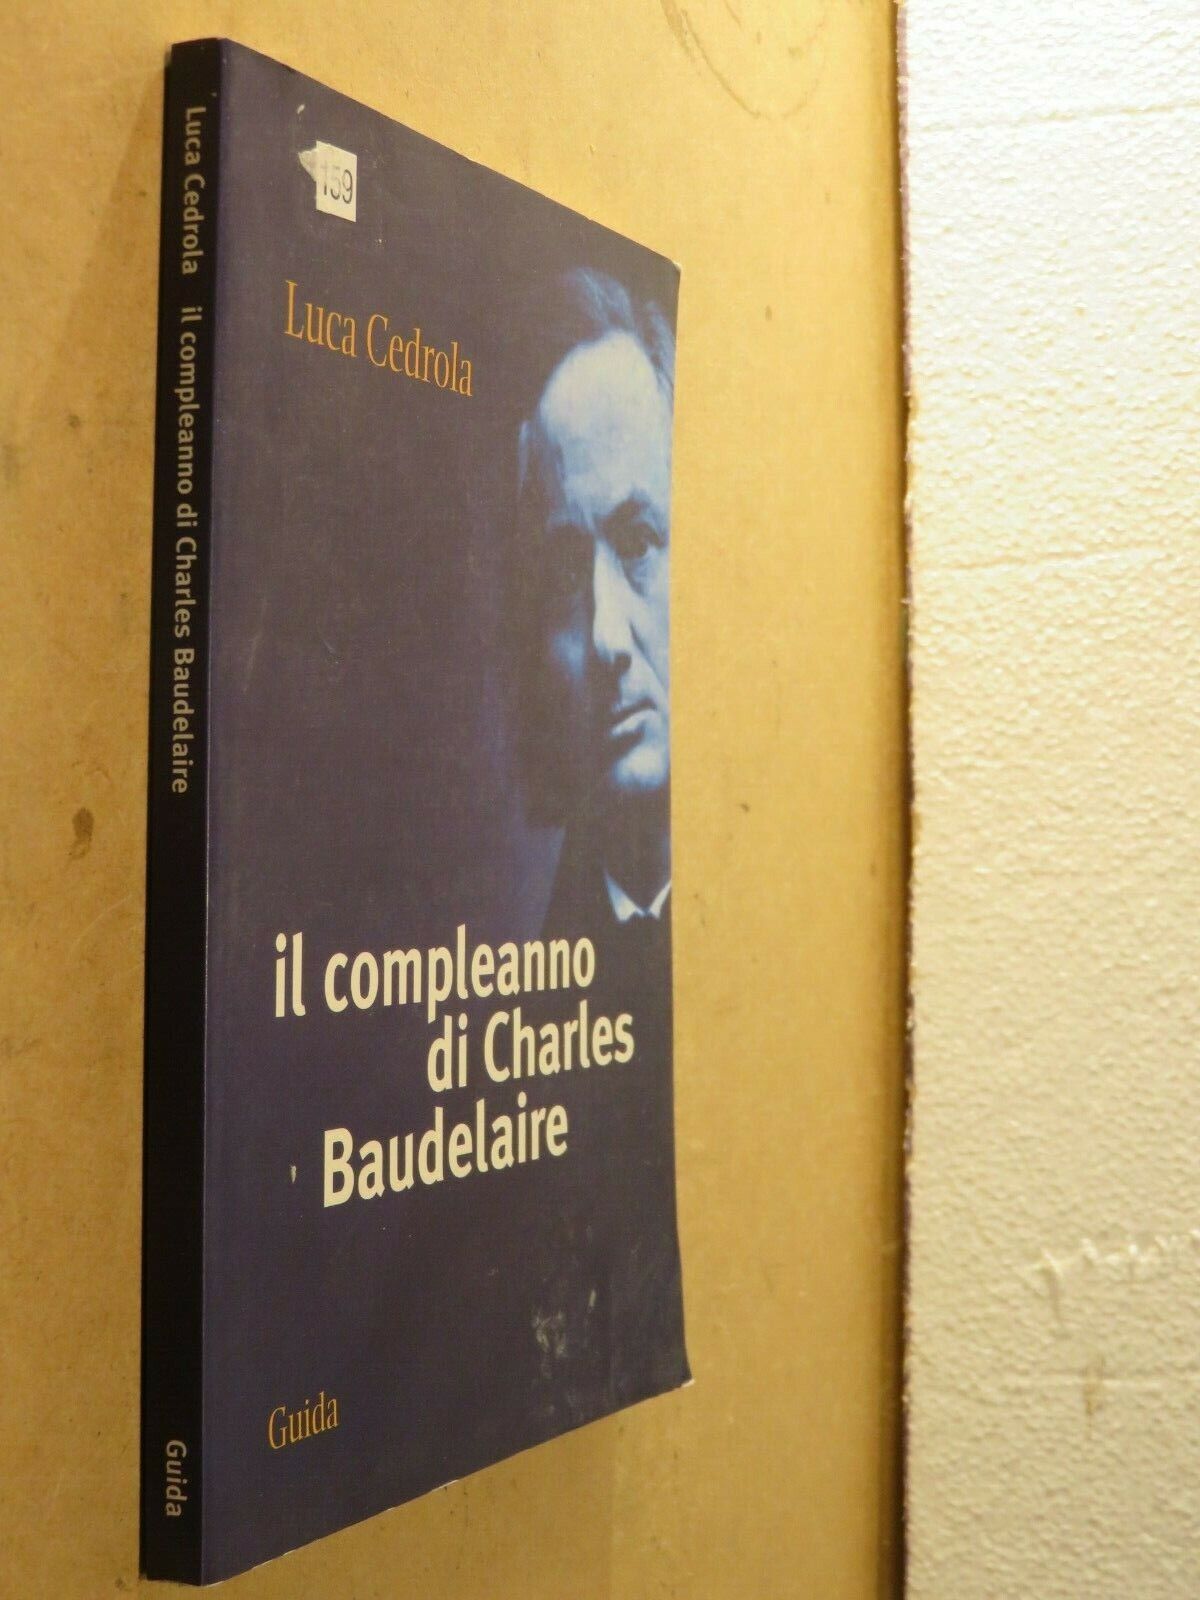 Luca Cedrola il compleanno di Charles Baudelaire Guida
159
Luca Cedrola
il compleanno
di Charles
Baudelaire
Guida